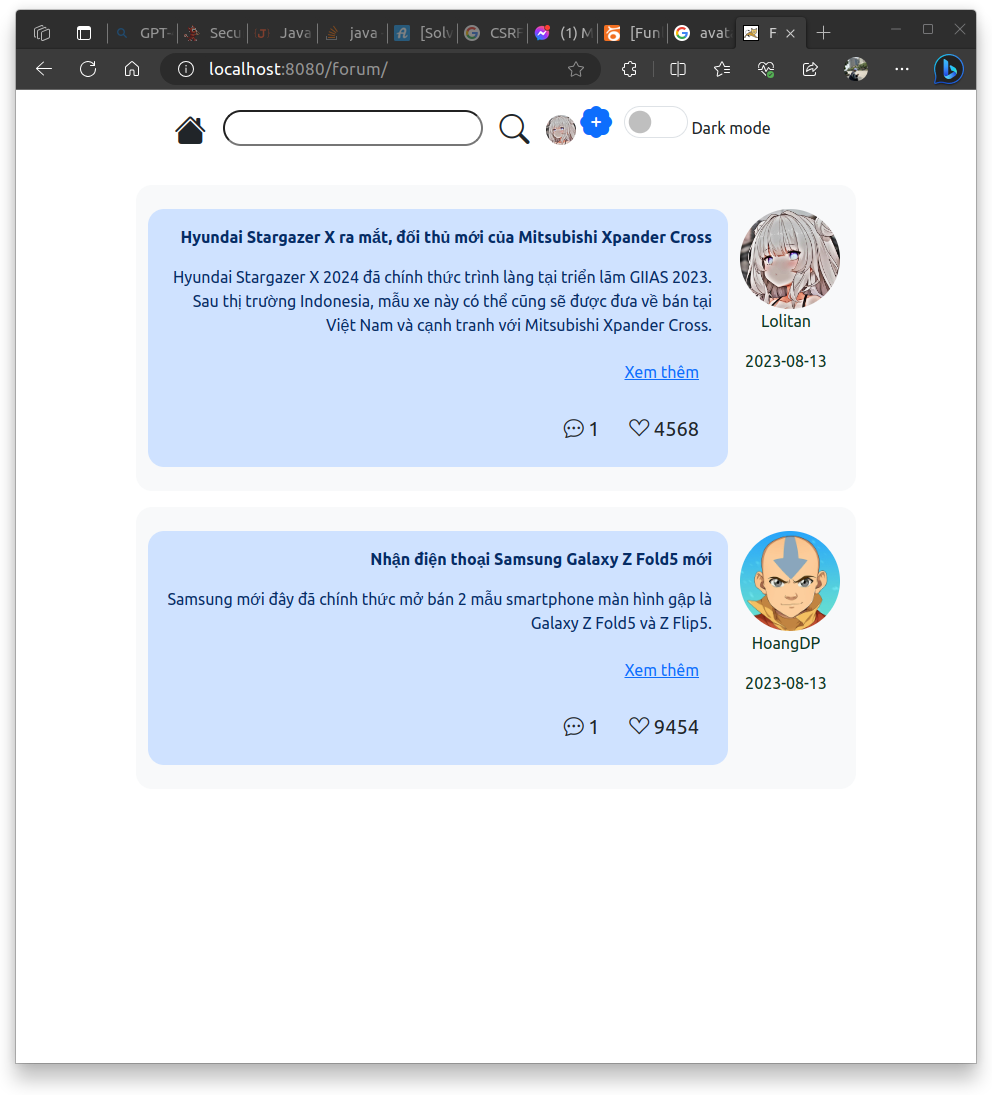 GPT-
Secu
Java
java
[Solv
CSRF
(1) M
[Fun
avata
F
localhost:8080/forum/
Dark mode
Hyundai Stargazer X ra mắt, đối thủ mới của Mitsubishi Xpander Cross
Hyundai Stargazer X 2024 đã chính thức trình làng tại triển lãm GIIAS 2023.
Sau thị trường Indonesia, mẫu xe này có thể cũng sẽ được đưa về bán tại
Việt Nam và cạnh tranh với Mitsubishi Xpander Cross.
Xem thêm
1 4568
Lolitan
2023-08-13
Nhận điện thoại Samsung Galaxy Z Fold5 mới
Samsung mới đây đã chính thức mở bán 2 mẫu smartphone màn hình gập là
Galaxy Z Fold5 và Z Flip5.
Xem thêm
1 9454
HoangDP
2023-08-13